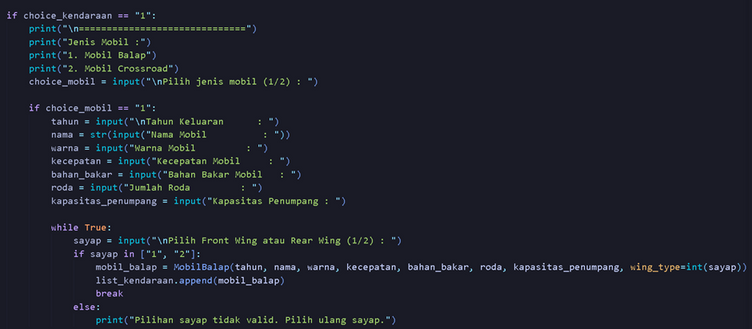 if choice_kendaraan == "1":
    print("\n==============================")
    print("Jenis Mobil :")
    print("1. Mobil Balap")
    print("2. Mobil Crossroad")
    choice_mobil = input("\nPilih jenis mobil (1/2) : ")

    if choice_mobil == "1":
        tahun = input("\nTahun Keluaran      : ")
        nama = str(input("Nama Mobil          : "))
        warna = input("Warna Mobil         : ")
        kecepatan = input("Kecepatan Mobil     : ")
        bahan_bakar = input("Bahan Bakar Mobil   : ")
        roda = input("Jumlah Roda         : ")
        kapasitas_penumpang = input("Kapasitas Penumpang : ")

        while True:
            sayap = input("\nPilih Front Wing atau Rear Wing (1/2) : ")
            if sayap in ["1", "2"]:
                mobil_balap = MobilBalap(tahun, nama, warna, kecepatan, bahan_bakar, roda, kapasitas_penumpang, wing_type=int(sayap))
                list_kendaraan.append(mobil_balap)
                break
            else:
                print("Pilihan sayap tidak valid. Pilih ulang sayap.")